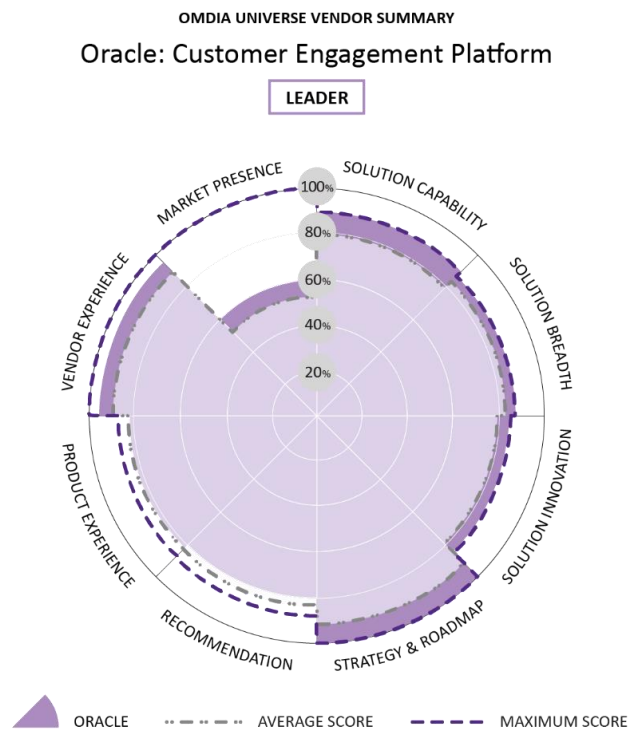 OMDIA UNIVERSE VENDOR SUMMARY
Oracle: Customer Engagement Platform
LEADER
MARKET PRESENCE
SOLUTION CAPABILITY
100%
80%
60%
40%
20%
VENDOR EXPERIENCE
SOLUTION BREADTH
PRODUCT EXPERIENCE
SOLUTION INNOVATION
RECOMMENDATION
STRATEGY & ROADMAP
ORACLE
AVERAGE SCORE
MAXIMUM SCORE